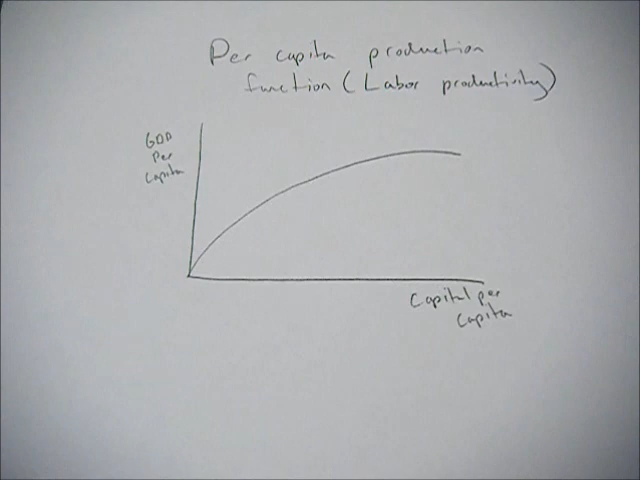 Per capita production
function (Labor productivity)
GDP
Per
Capita
Capital per
Capita